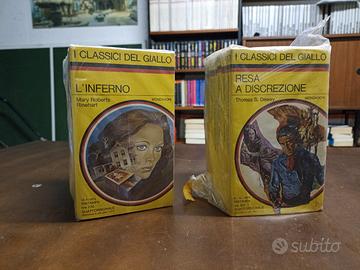 I CLASSICI DEL GIALLO
L'INFERNO
Mary Roberts
Rinehart
MONDADORI
I CLASSICI DEL GIALLO
RESA
A DISCREZIONE
Thomas B. Dewey
MONDADORI
subito